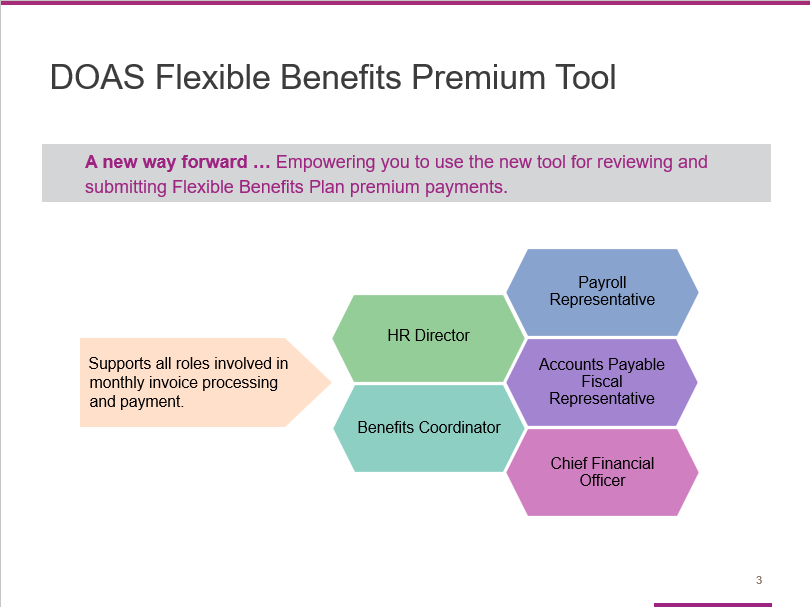 DOAS Flexible Benefits Premium Tool
A new way forward … Empowering you to use the new tool for reviewing and
submitting Flexible Benefits Plan premium payments.
Supports all roles involved in
monthly invoice processing
and payment.
HR Director
Benefits Coordinator
Payroll
Representative
Accounts Payable
Fiscal
Representative
Chief Financial
Officer
3